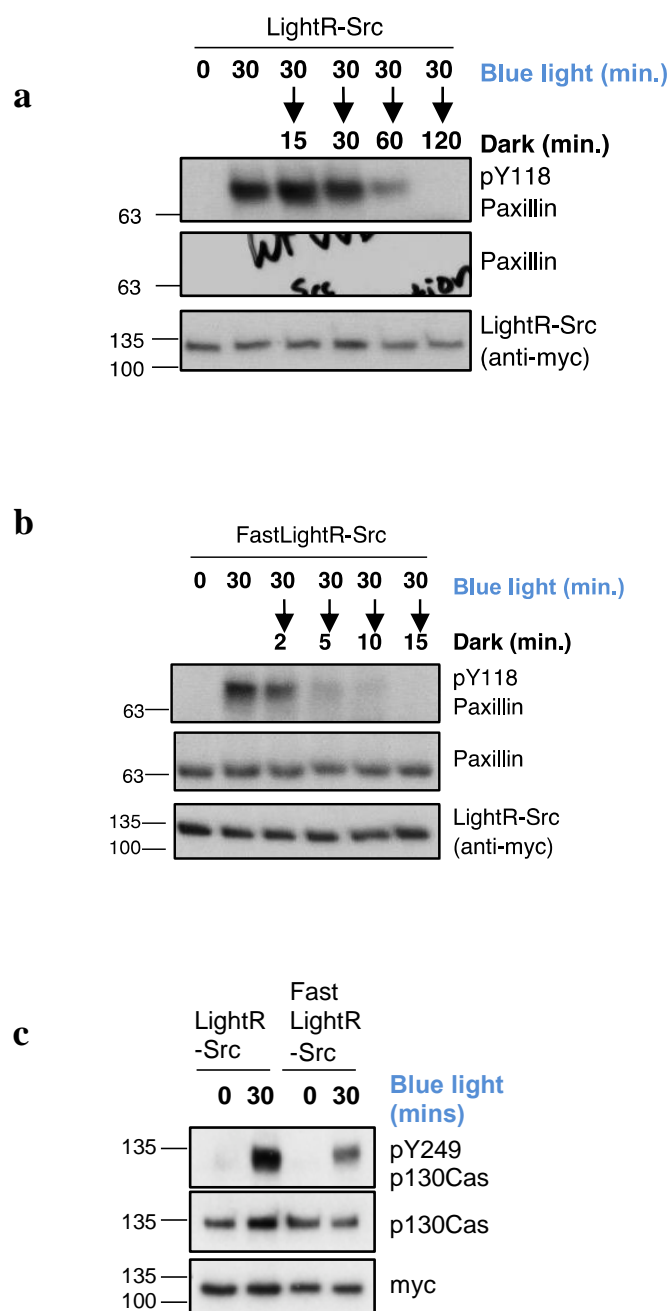 a
LightR-Src
0 30 30 30 30 30 Blue light (min.)
15 30 60 120 Dark (min.)
pY118
Paxillin
63
Paxillin
63
Src
LightR-Src
(anti-myc)
135
100
b
FastLightR-Src
0 30 30 30 30 30 Blue light (min.)
2 5 10 15 Dark (min.)
pY118
Paxillin
63
Paxillin
63
LightR-Src
(anti-myc)
135
100
c
LightR
-Src
Fast
LightR
-Src
0 30 0 30 Blue light
(mins)
135
pY249
p130Cas
135
p130Cas
135
100
myc